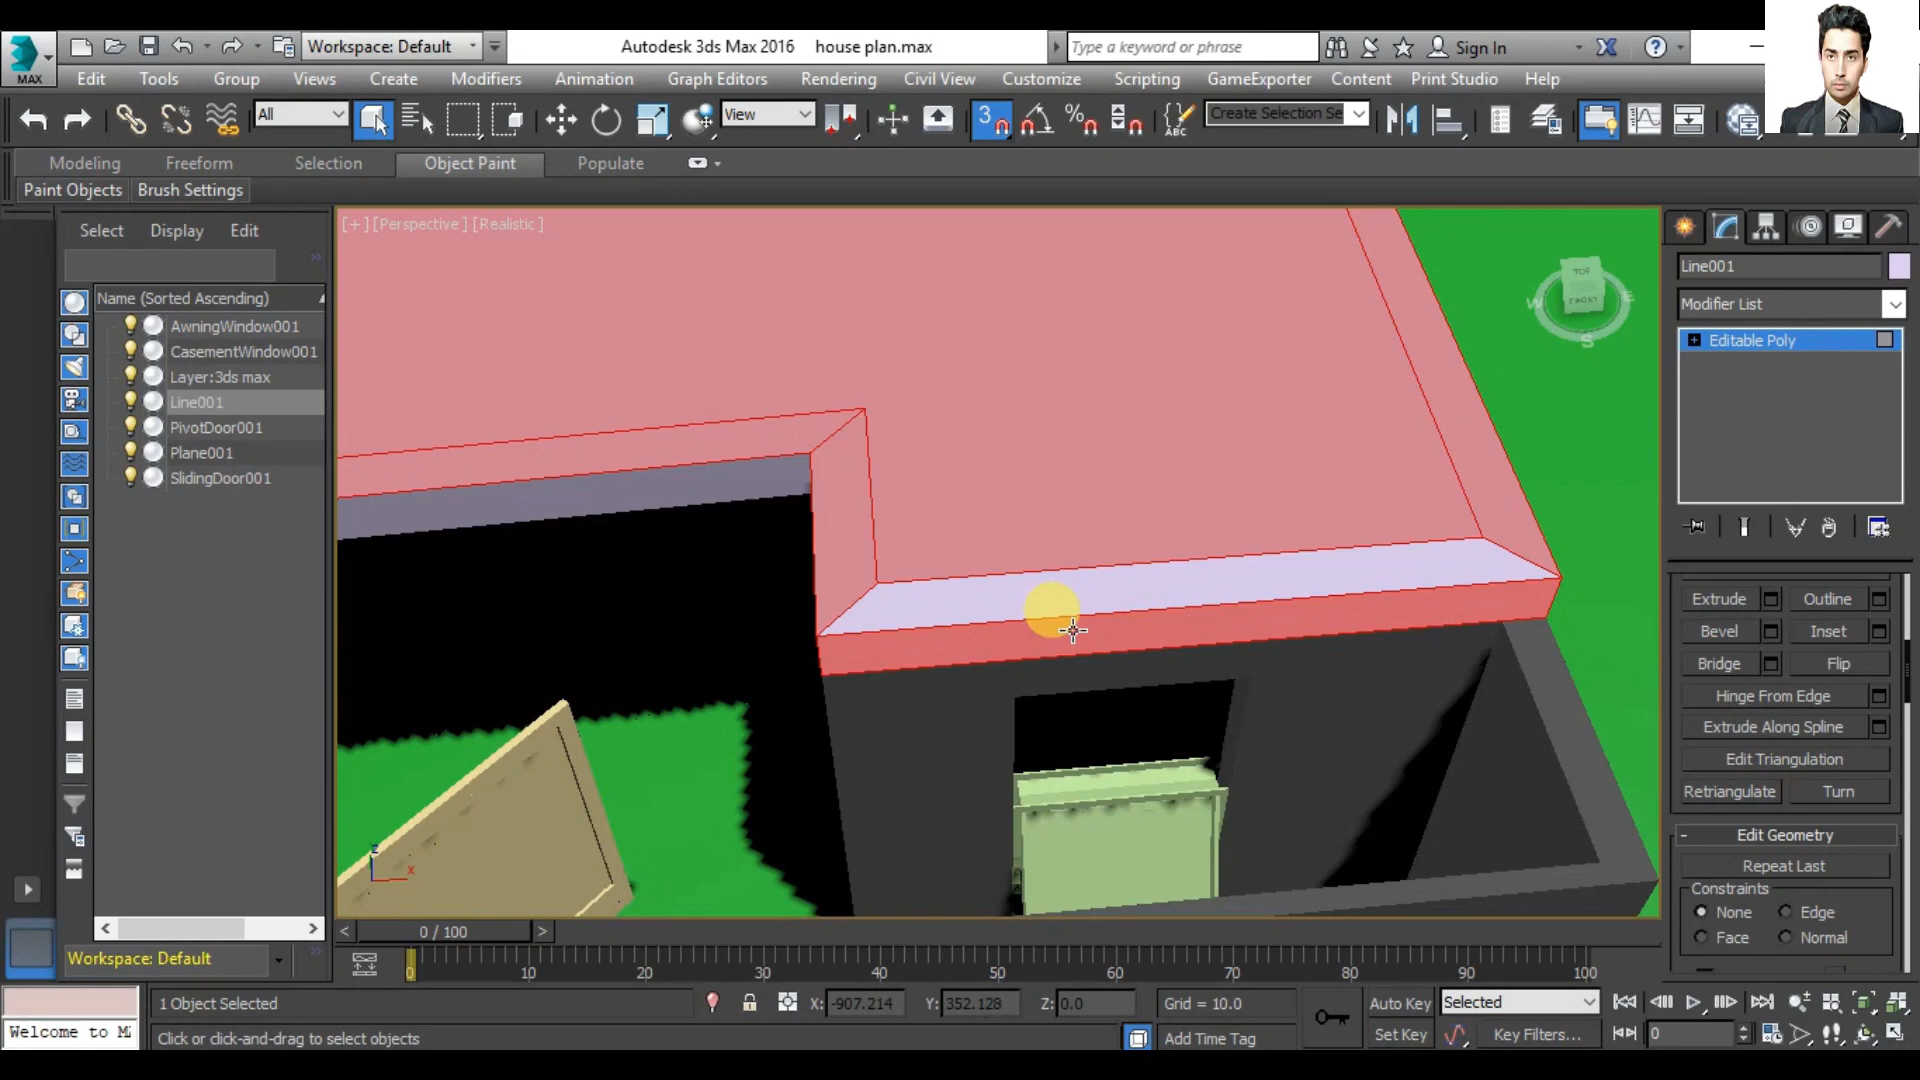 Workspace: Default
Autodesk 3ds Max 2016 house plan.max
Type a keyword or phrase
Sign In
MAX
Edit Tools Group Views Create Modifiers Animation Graph Editors Rendering Civil View Customize Scripting GameExporter Content Print Studio Help
All
View
3
%
ABC
Create Selection Se
Modeling Freeform Selection Object Paint Populate
Paint Objects Brush Settings
Select Display Edit
[+] [Perspective] [Realistic]
TOP
FRONT
W
E
S
Line001
Modifier List
Editable Poly
Name (Sorted Ascending)
AwningWindow001
CasementWindow001
Layer:3ds max
Line001
PivotDoor001
Plane001
SlidingDoor001
Extrude Outline
Bevel Inset
Bridge Flip
Hinge From Edge
Extrude Along Spline
Edit Triangulation
Retriangulate Turn
- Edit Geometry
Repeat Last
Constraints
None Edge
Face Normal
z
x
< 0 / 100 >
Workspace: Default
0 10 20 30 40 50 60 70 80 90 100
1 Object Selected
X: -907.214 Y: 352.128 Z: 0.0 Grid = 10.0
Auto Key Selected
Welcome to M
Click or click-and-drag to select objects
Add Time Tag
Set Key Key Filters... 0